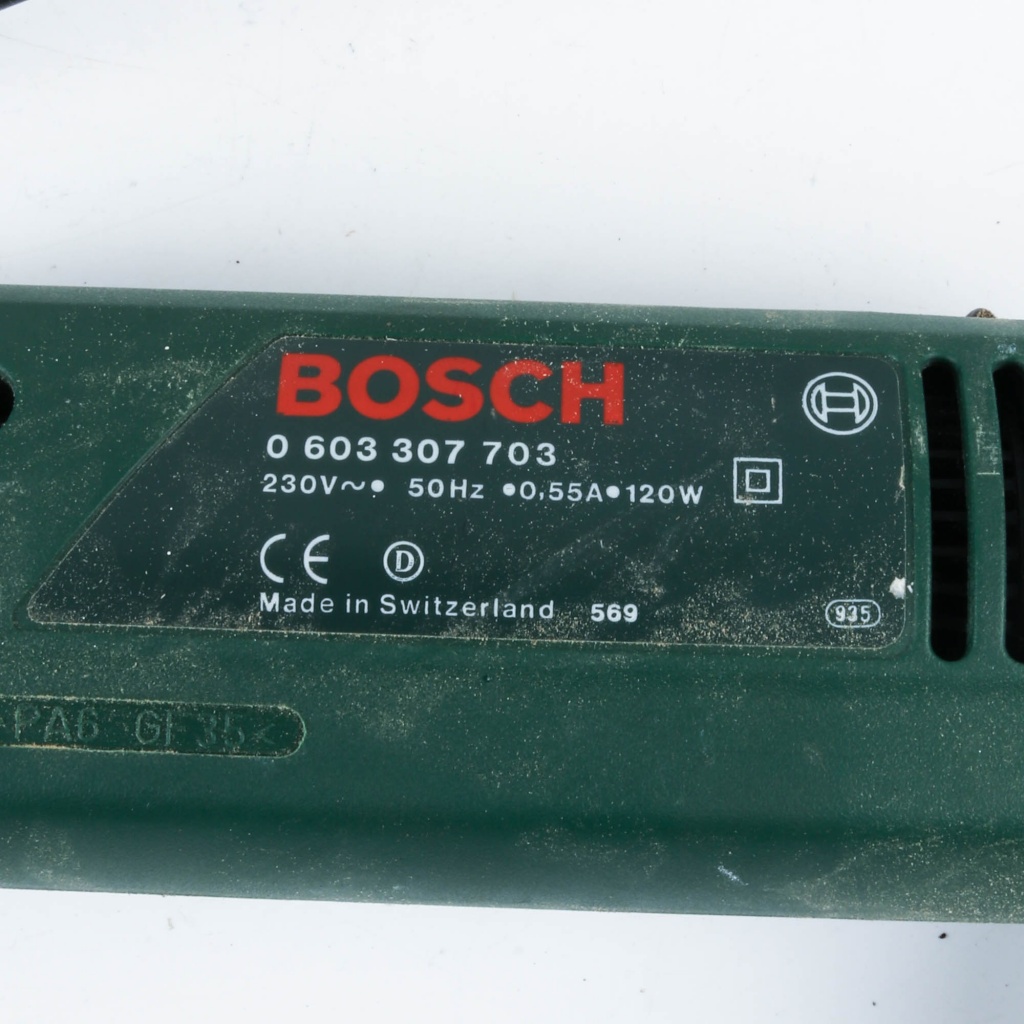 BOSCH
0 603 307 703
230V~• 50Hz •0,55A•120W
CE D
Made in Switzerland 569
935
>PA6 GF35<